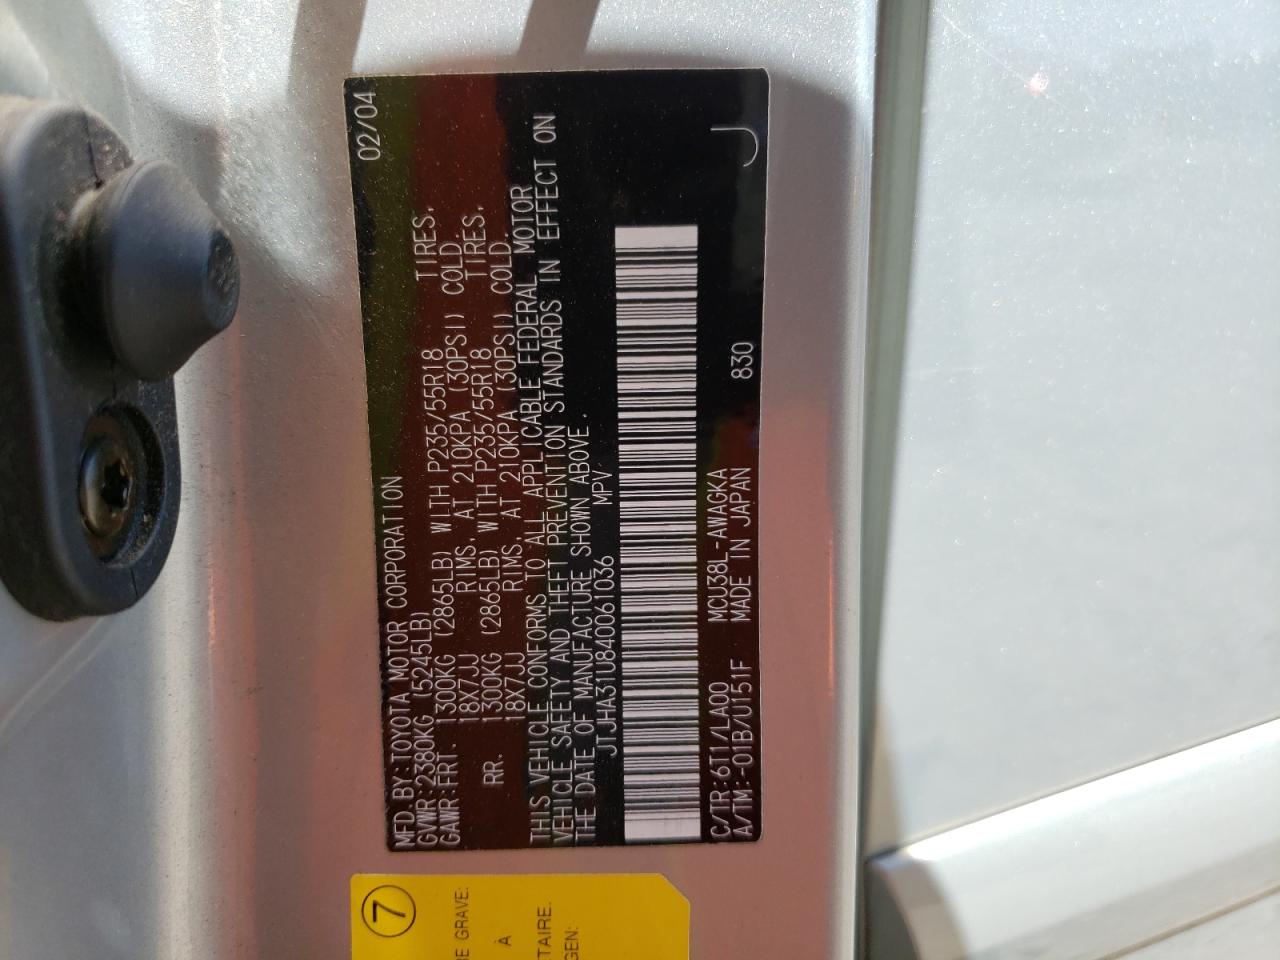 MFD. BY: TOYOTA MOTOR CORPORATION 02/04
GVWR: 2380KG (5245LB)
GAWR: FRT. 1300KG (2865LB) WITH P235/55R18 TIRES,
18X7JJ RIMS, AT 210KPA (30PSI) COLD.
RR. 1300KG (2865LB) WITH P235/55R18 TIRES,
18X7JJ RIMS, AT 210KPA (30PSI) COLD.
THIS VEHICLE CONFORMS TO ALL APPLICABLE FEDERAL MOTOR
VEHICLE SAFETY AND THEFT PREVENTION STANDARDS IN EFFECT ON
THE DATE OF MANUFACTURE SHOWN ABOVE.
JTJHA31U840061036 MPV
C/TR: 6T1/LA00 MCU38L-AWAGKA
A/TM: -01B/U151F MADE IN JAPAN 830
J
7
GRAVE:
À
TAIRE.
GEN: